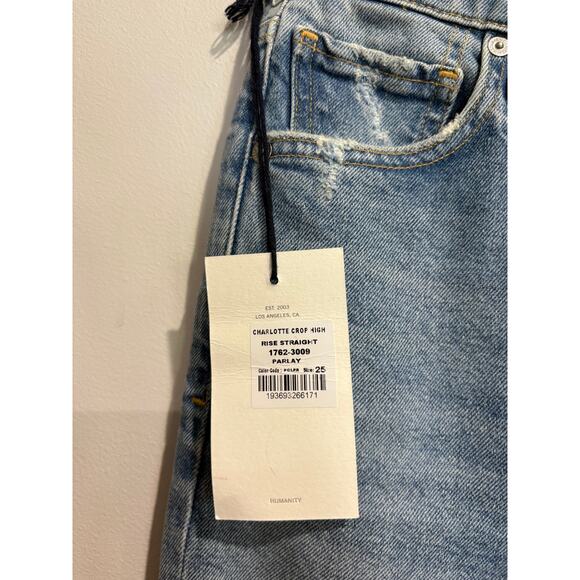 EST. 2003
LOS ANGELES, CA.
CHARLOTTE CROP HIGH
RISE STRAIGHT
1762-3009
PARLAY
Color Code: Size: 25
193693266171
HUMANITY